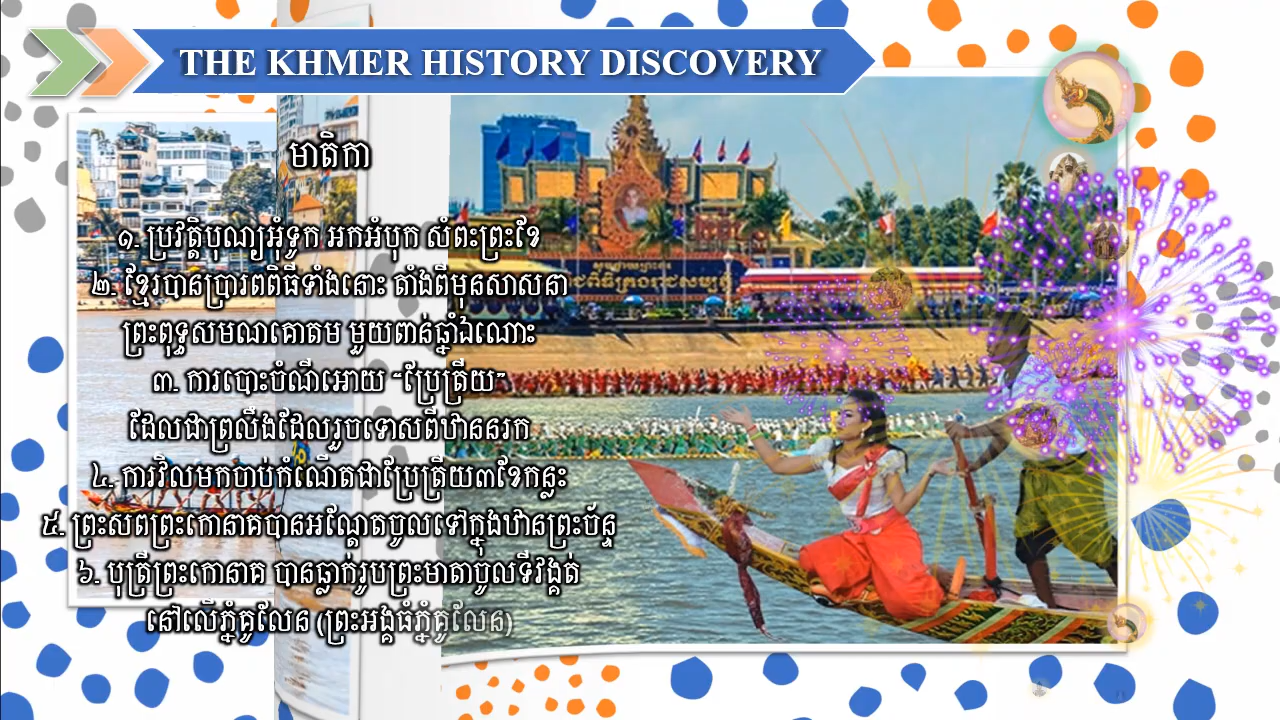 THE KHMER HISTORY DISCOVERY
មាតិកា
១. ប្រវត្តិបុណ្យអុំទូក អកអំបុក សំពះព្រះខែ
២. ខ្មែរបានប្រារពពិធីទាំងនោះ តាំងពីមុនសាសនា
ព្រះពុទ្ធសមណគោតម មួយពាន់ឆ្នាំឯណោះ
៣. ការបោះចំណីអោយ “ប្រែត្រីយ”
ដែលជាព្រលឹងដែលរួចទោសពីឋាននរក
៤. ការវិលមកចាប់កំណើតជាប្រែត្រីយ៣ខែកន្លះ
៥. ព្រះសពព្រះកោនាគបានអណ្តែតចូលទៅក្នុងឋានព្រះច័ន្ទ
៦. បុត្រីព្រះកោនាគ បានធ្លាក់រូបព្រះមាតាចូលទីវង្គត់
នៅលើភ្នំគូលែន (ព្រះអង្គធំភ្នំគូលែន)